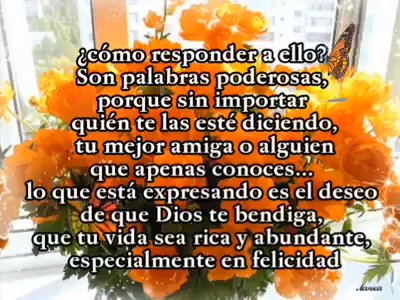 ¿cómo responder a ello?
Son palabras poderosas,
porque sin importar
quién te las esté diciendo,
tu mejor amiga o alguien
que apenas conoces...
lo que está expresando es el deseo
de que Dios te bendiga,
que tu vida sea rica y abundante,
especialmente en felicidad